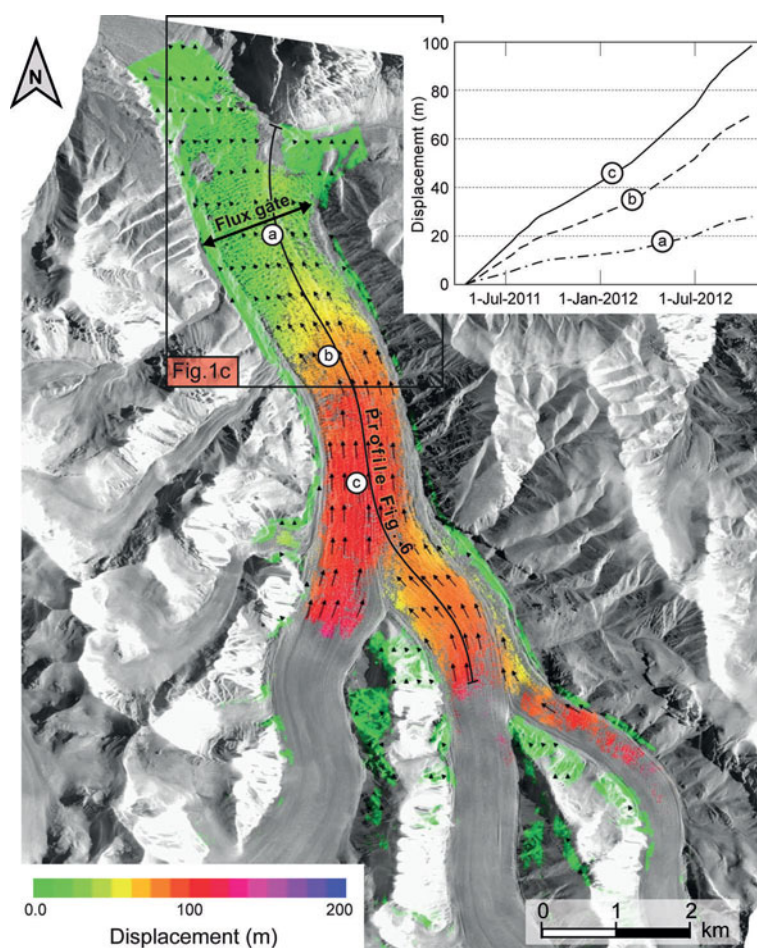 N
Flux gate
a
b
c
Fig.1c
Profile Fig. 6
Displacememt (m)
100
80
60
40
20
0
c
b
a
1-Jul-2011
1-Jan-2012
1-Jul-2012
0.0
100
200
Displacement (m)
0
1
2
km